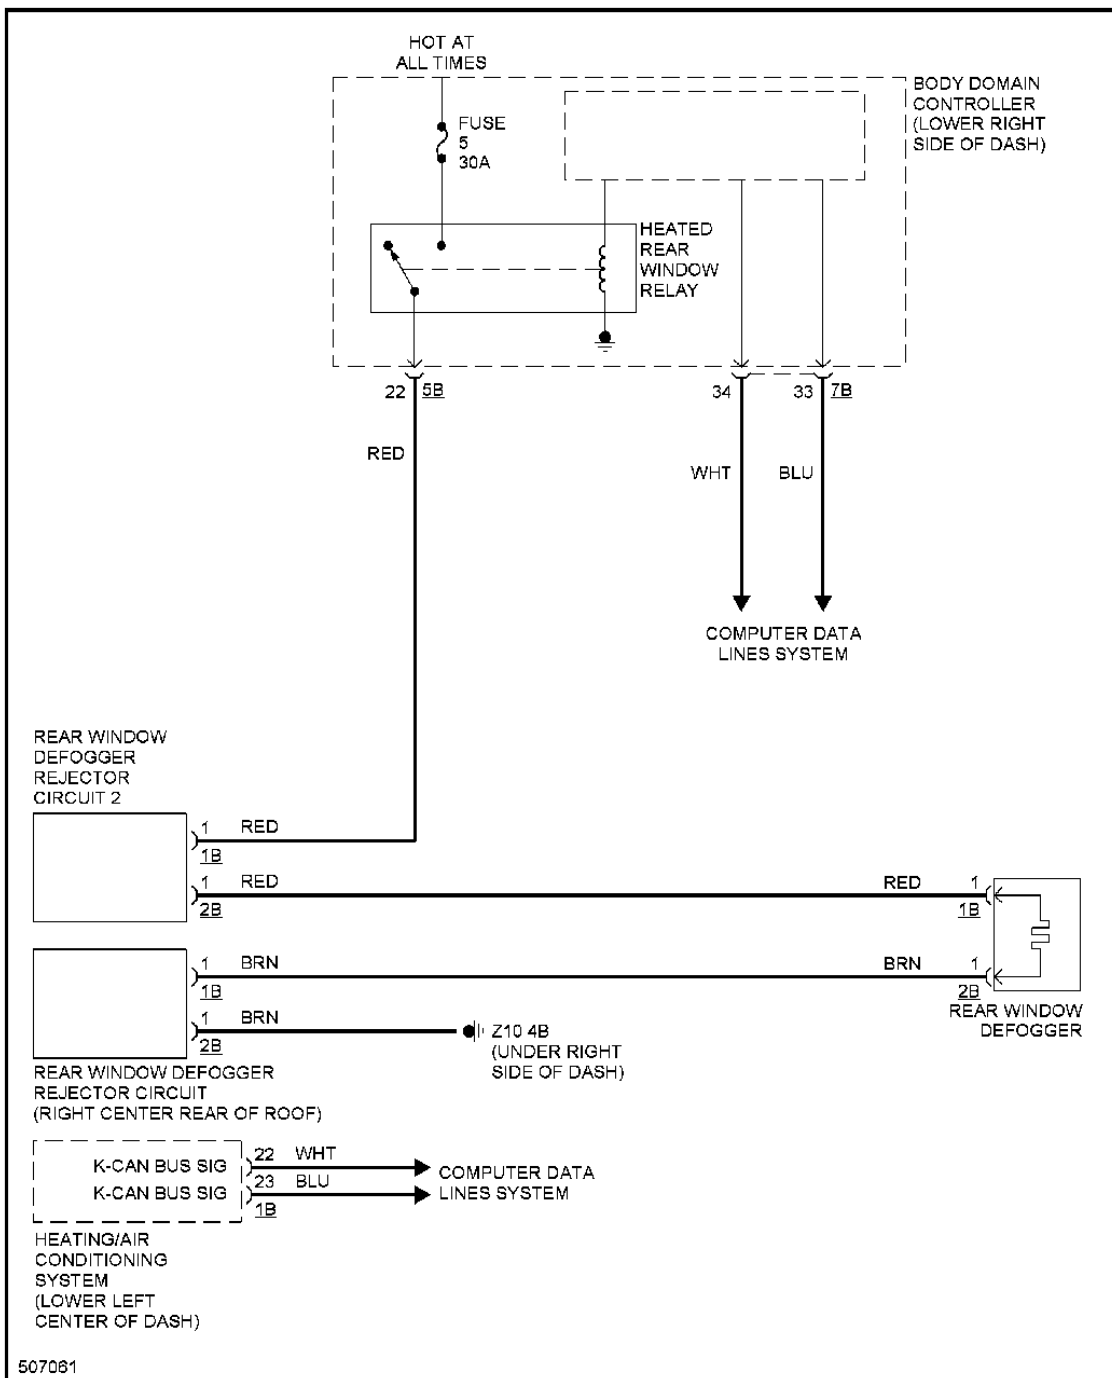 HOT AT
ALL TIMES
BODY DOMAIN
CONTROLLER
(LOWER RIGHT
SIDE OF DASH)
FUSE
5
30A
HEATED
REAR
WINDOW
RELAY
22 5B
34
33 7B
RED
WHT
BLU
COMPUTER DATA
LINES SYSTEM
REAR WINDOW
DEFOGGER
REJECTOR
CIRCUIT 2
1 RED
1B
1 RED
2B
RED 1
1B
1 BRN
1B
BRN 1
2B
REAR WINDOW
DEFOGGER
1 BRN
2B
Z10 4B
(UNDER RIGHT
SIDE OF DASH)
REAR WINDOW DEFOGGER
REJECTOR CIRCUIT
(RIGHT CENTER REAR OF ROOF)
K-CAN BUS SIG 22 WHT
K-CAN BUS SIG 23 BLU
1B
COMPUTER DATA
LINES SYSTEM
HEATING/AIR
CONDITIONING
SYSTEM
(LOWER LEFT
CENTER OF DASH)
507061